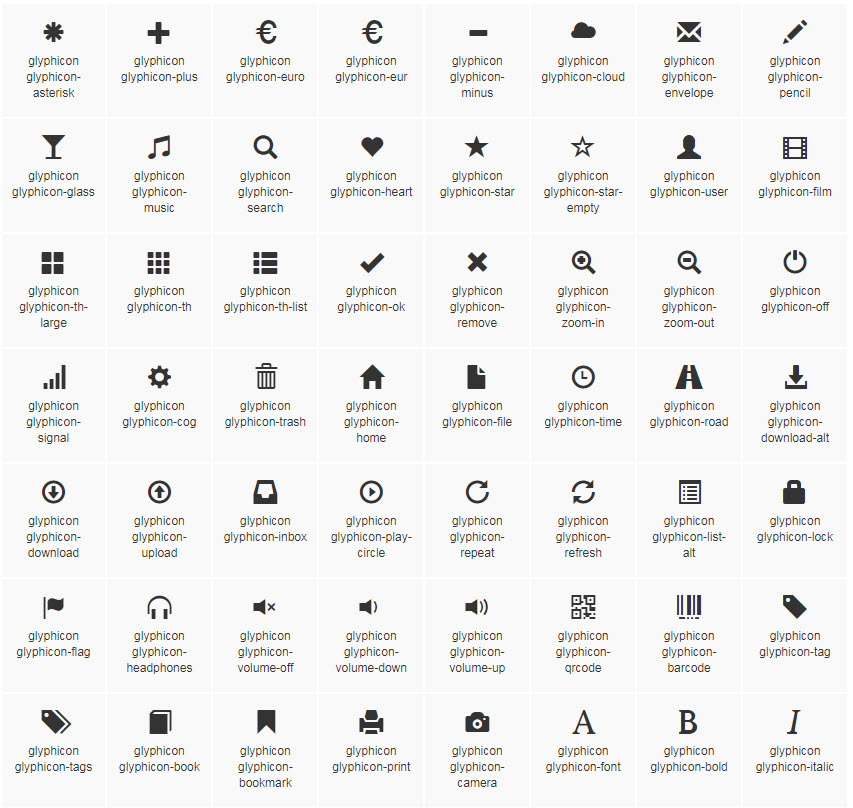 glyphicon
glyphicon-
asterisk
glyphicon
glyphicon-plus
glyphicon
glyphicon-euro
glyphicon
glyphicon-eur
glyphicon
glyphicon-
minus
glyphicon
glyphicon-cloud
glyphicon
glyphicon-
envelope
glyphicon
glyphicon-
pencil
glyphicon
glyphicon-glass
glyphicon
glyphicon-
music
glyphicon
glyphicon-
search
glyphicon
glyphicon-heart
glyphicon
glyphicon-star
glyphicon
glyphicon-star-
empty
glyphicon
glyphicon-user
glyphicon
glyphicon-film
glyphicon
glyphicon-th-
large
glyphicon
glyphicon-th
glyphicon
glyphicon-th-list
glyphicon
glyphicon-ok
glyphicon
glyphicon-
remove
glyphicon
glyphicon-
zoom-in
glyphicon
glyphicon-
zoom-out
glyphicon
glyphicon-off
glyphicon
glyphicon-
signal
glyphicon
glyphicon-cog
glyphicon
glyphicon-trash
glyphicon
glyphicon-
home
glyphicon
glyphicon-file
glyphicon
glyphicon-time
glyphicon
glyphicon-road
glyphicon
glyphicon-
download-alt
glyphicon
glyphicon-
download
glyphicon
glyphicon-
upload
glyphicon
glyphicon-inbox
glyphicon
glyphicon-play-
circle
glyphicon
glyphicon-
repeat
glyphicon
glyphicon-
refresh
glyphicon
glyphicon-list-
alt
glyphicon
glyphicon-lock
glyphicon
glyphicon-flag
glyphicon
glyphicon-
headphones
glyphicon
glyphicon-
volume-off
glyphicon
glyphicon-
volume-down
glyphicon
glyphicon-
volume-up
glyphicon
glyphicon-
qrcode
glyphicon
glyphicon-
barcode
glyphicon
glyphicon-tag
glyphicon
glyphicon-tags
glyphicon
glyphicon-book
glyphicon
glyphicon-
bookmark
glyphicon
glyphicon-print
glyphicon
glyphicon-
camera
A
glyphicon
glyphicon-font
B
glyphicon
glyphicon-bold
I
glyphicon
glyphicon-italic